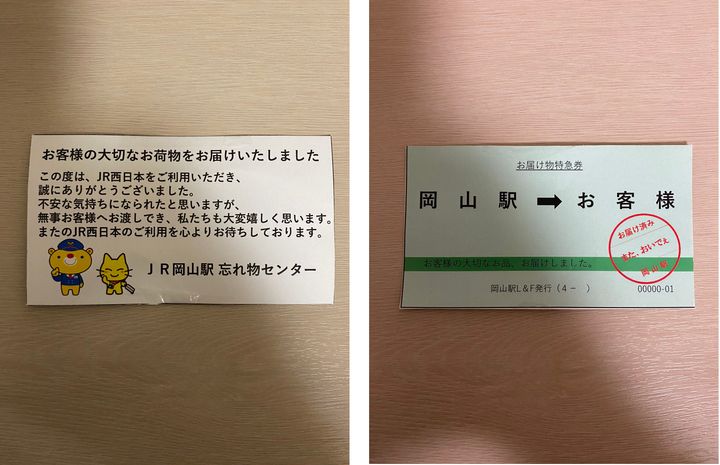 お客様の大切なお荷物をお届けいたしました
この度は、JR西日本をご利用いただき、
誠にありがとうございました。
不安な気持ちになられたと思いますが、
無事お客様へお渡しでき、私たちも大変嬉しく思います。
またのJR西日本のご利用を心よりお待ちしております。
JR岡山駅 忘れ物センター
お届け物特急券
岡山駅➡お客様
お届け済み
また、おいでぇ
岡山駅
お客様の大切なお品、お届けしました。
岡山駅L&F発行（4－　）
00000-01